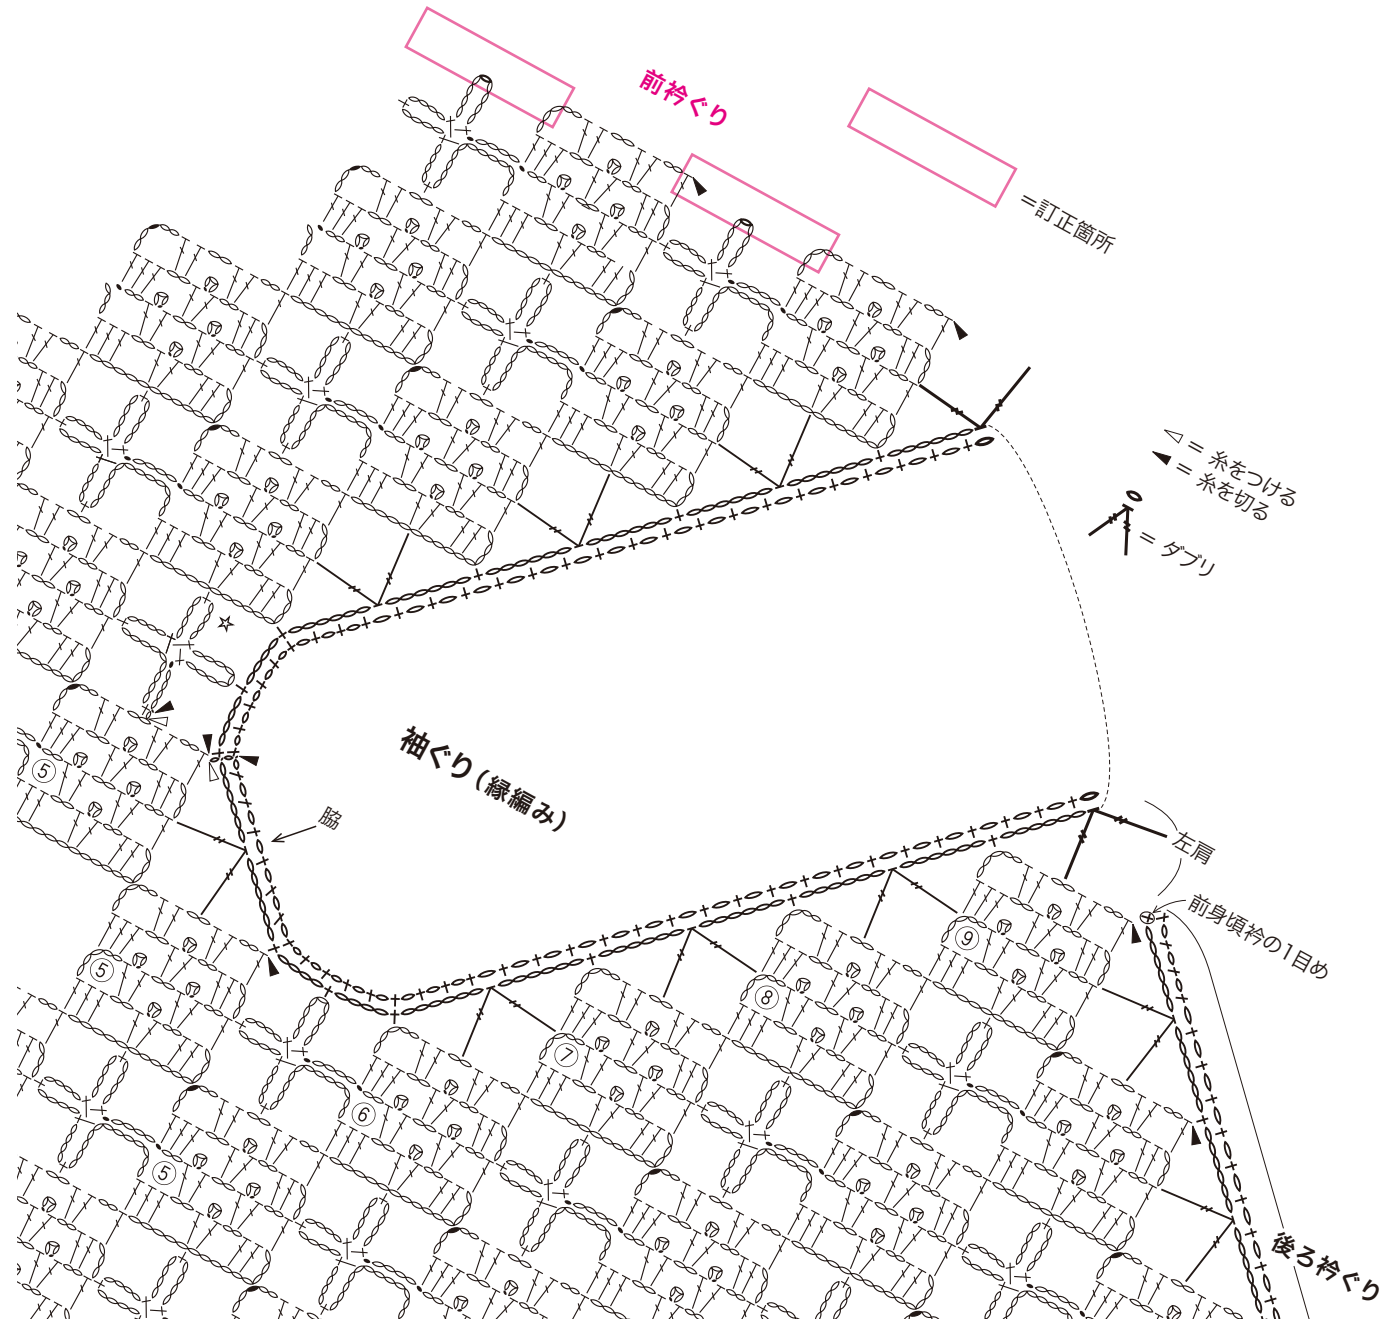 前衿ぐり
=訂正箇所
= 糸をつける
= 糸を切る
= ダブリ
袖ぐり(縁編み)
脇
左肩
前身頃衿の1目め
⑨
⑧
⑦
⑥
⑤
⑤
⑤
後ろ衿ぐり